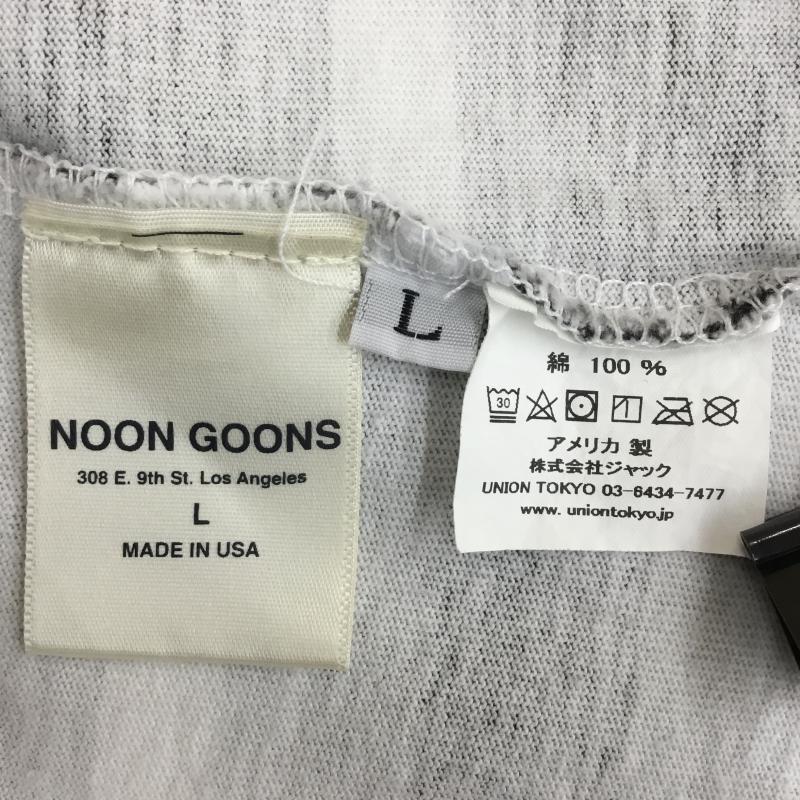 NOON GOONS
308 E. 9th St. Los Angeles
L
MADE IN USA
L
綿 100 %
30
アメリカ 製
株式会社ジャック
UNION TOKYO 03-6434-7477
www. uniontokyo.jp